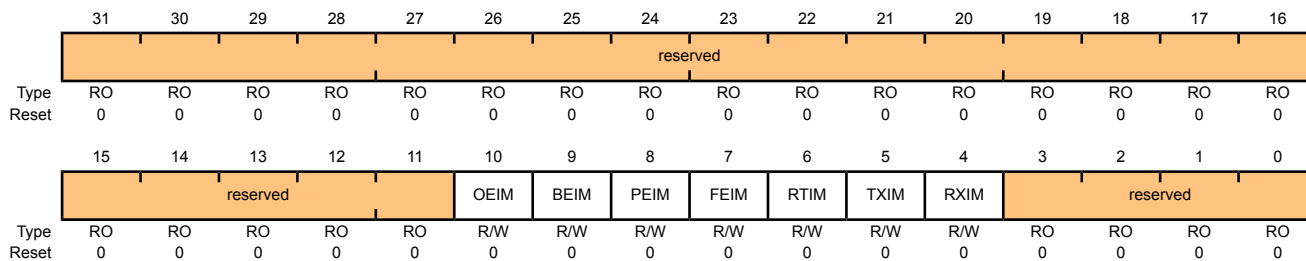 31 30 29 28 27 26 25 24 23 22 21 20 19 18 17 16
reserved
Type RO RO RO RO RO RO RO RO RO RO RO RO RO RO RO RO
Reset 0 0 0 0 0 0 0 0 0 0 0 0 0 0 0 0
15 14 13 12 11 10 9 8 7 6 5 4 3 2 1 0
reserved OEIM BEIM PEIM FEIM RTIM TXIM RXIM reserved
Type RO RO RO RO RO R/W R/W R/W R/W R/W R/W R/W RO RO RO RO
Reset 0 0 0 0 0 0 0 0 0 0 0 0 0 0 0 0